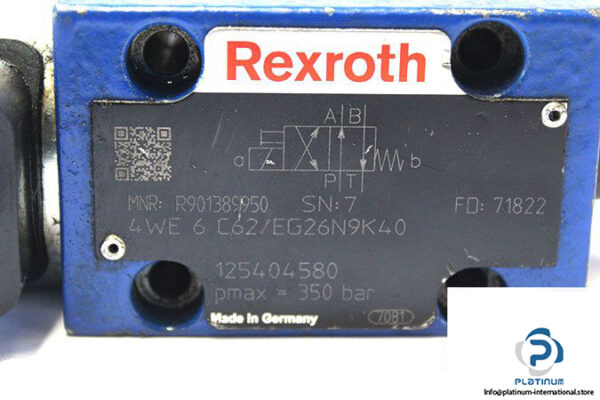 Rexroth
A B
a b
P T
MNR: R901389950 SN: 7 FD: 71822
4WE 6 C62/EG26N9K40
125404580
pmax = 350 bar
Made in Germany 7081
PLATINUM
Info@platinum-international.store